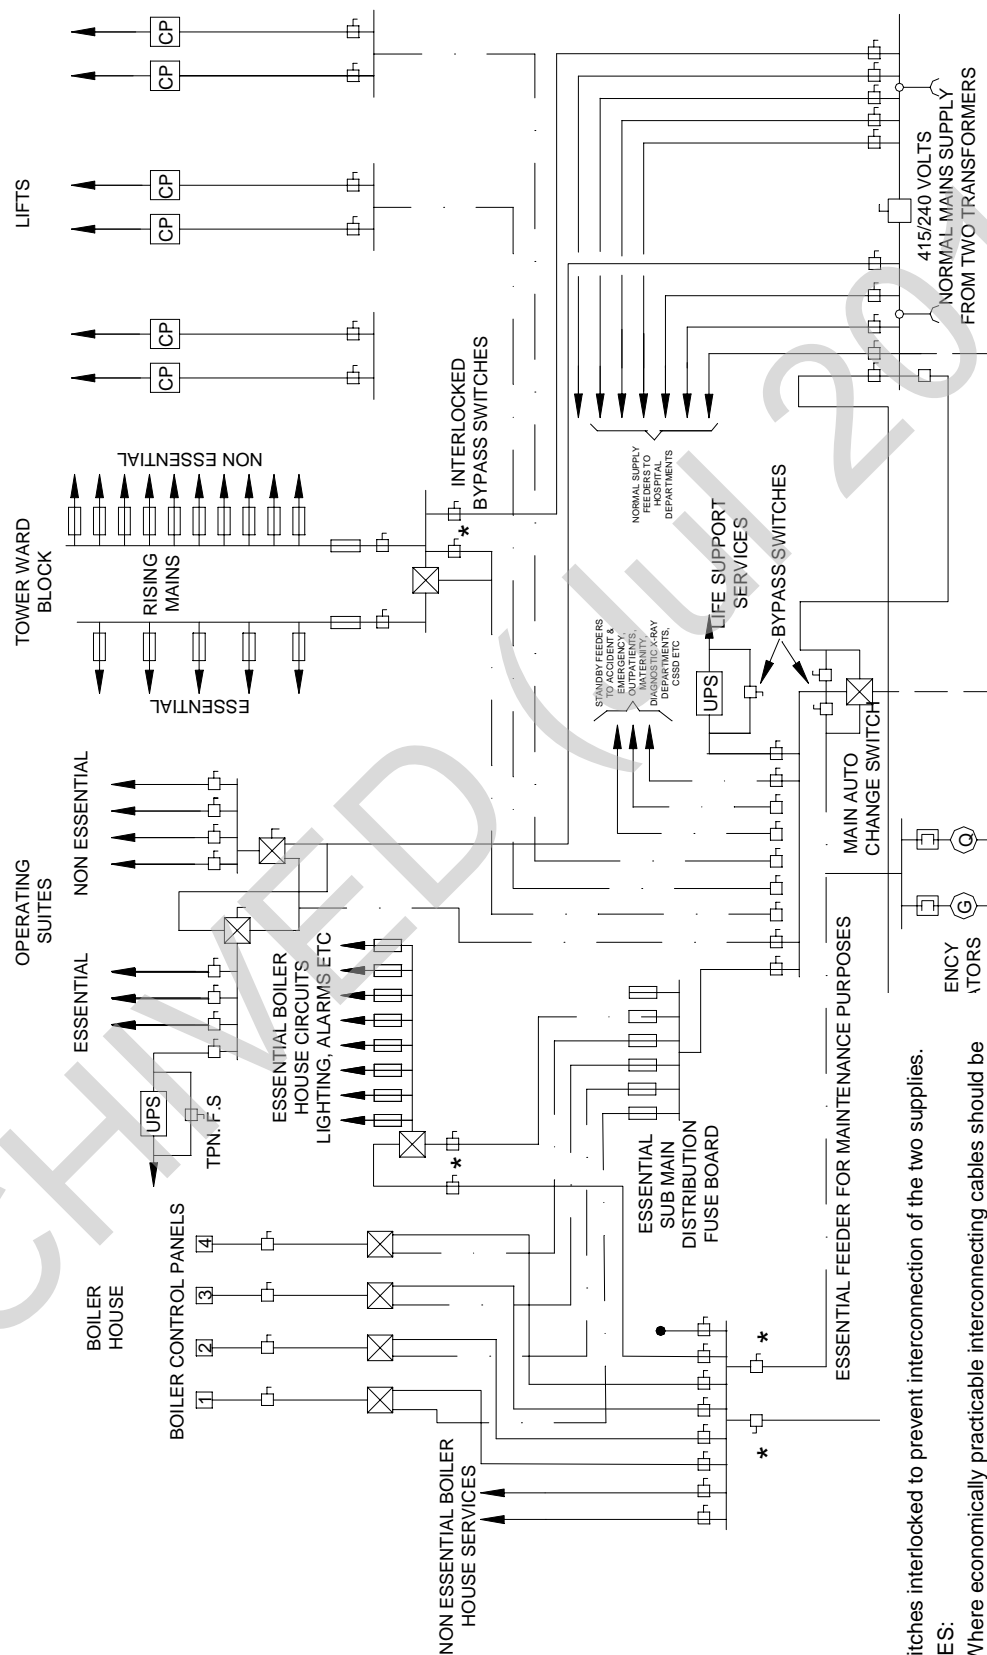 LIFTS
CP
CP
CP
CP
CP
CP
TOWER WARD
BLOCK
NON ESSENTIAL
RISING
MAINS
ESSENTIAL
INTERLOCKED
BYPASS SWITCHES
*
OPERATING
SUITES
NON ESSENTIAL
ESSENTIAL
UPS
TPN. F.S
ESSENTIAL BOILER
HOUSE CIRCUITS
LIGHTING, ALARMS ETC
*
BOILER
HOUSE
BOILER CONTROL PANELS
1
2
3
4
NON ESSENTIAL BOILER
HOUSE SERVICES
ESSENTIAL
SUB MAIN
DISTRIBUTION
FUSE BOARD
*
*
NORMAL SUPPLY
FEEDERS TO
HOSPITAL
DEPARTMENTS
STANDBY FEEDERS
TO ACCIDENT &
EMERGENCY,
OUTPATIENTS,
MATERNITY,
DIAGNOSTIC X-RAY
DEPARTMENTS,
CSSD ETC
UPS
LIFE SUPPORT
SERVICES
BYPASS SWITCHES
MAIN AUTO
CHANGE SWITCH
415/240 VOLTS
NORMAL MAINS SUPPLY
FROM TWO TRANSFORMERS
ESSENTIAL FEEDER FOR MAINTENANCE PURPOSES
G
Q
ENCY
ATORS
itches interlocked to prevent interconnection of the two supplies.
ES:
Where economically practicable interconnecting cables should be
CHIVED (Jul 201